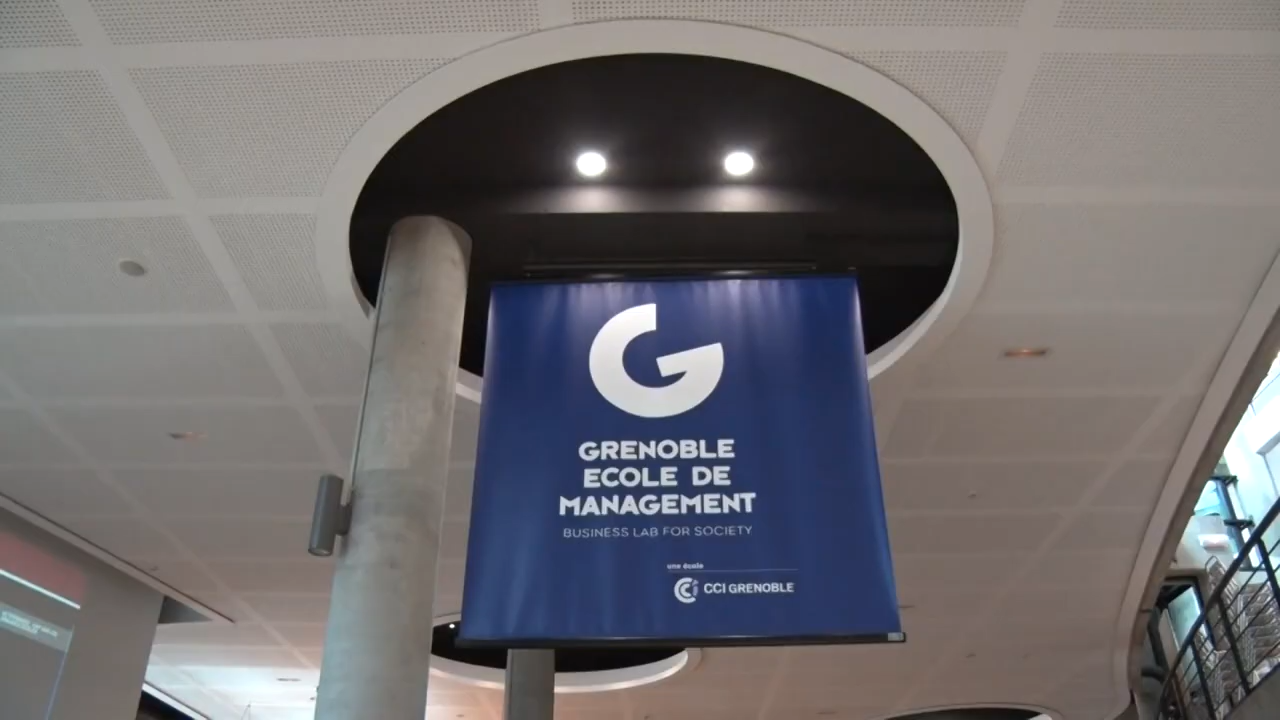 GRENOBLE
ECOLE DE
MANAGEMENT
BUSINESS LAB FOR SOCIETY
une école
CCI GRENOBLE